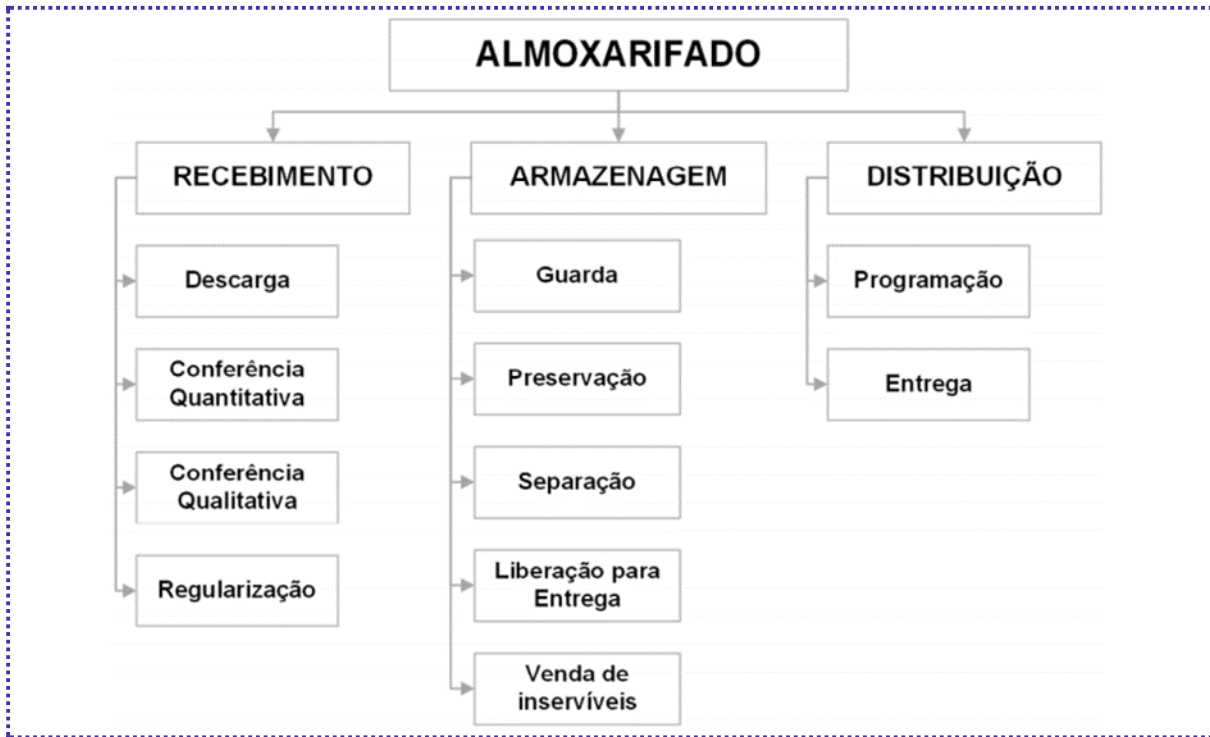 ALMOXARIFADO
RECEBIMENTO
Descarga
Conferência
Quantitativa
Conferência
Qualitativa
Regularização
ARMAZENAGEM
Guarda
Preservação
Separação
Liberação para
Entrega
Venda de
inservíveis
DISTRIBUIÇÃO
Programação
Entrega